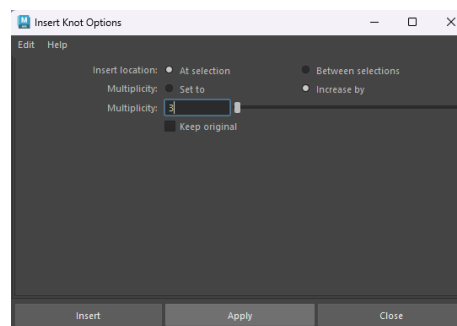 Insert Knot Options
Edit Help
Insert location: At selection Between selections
Multiplicity: Set to Increase by
Multiplicity: 3
Keep original
Insert Apply Close